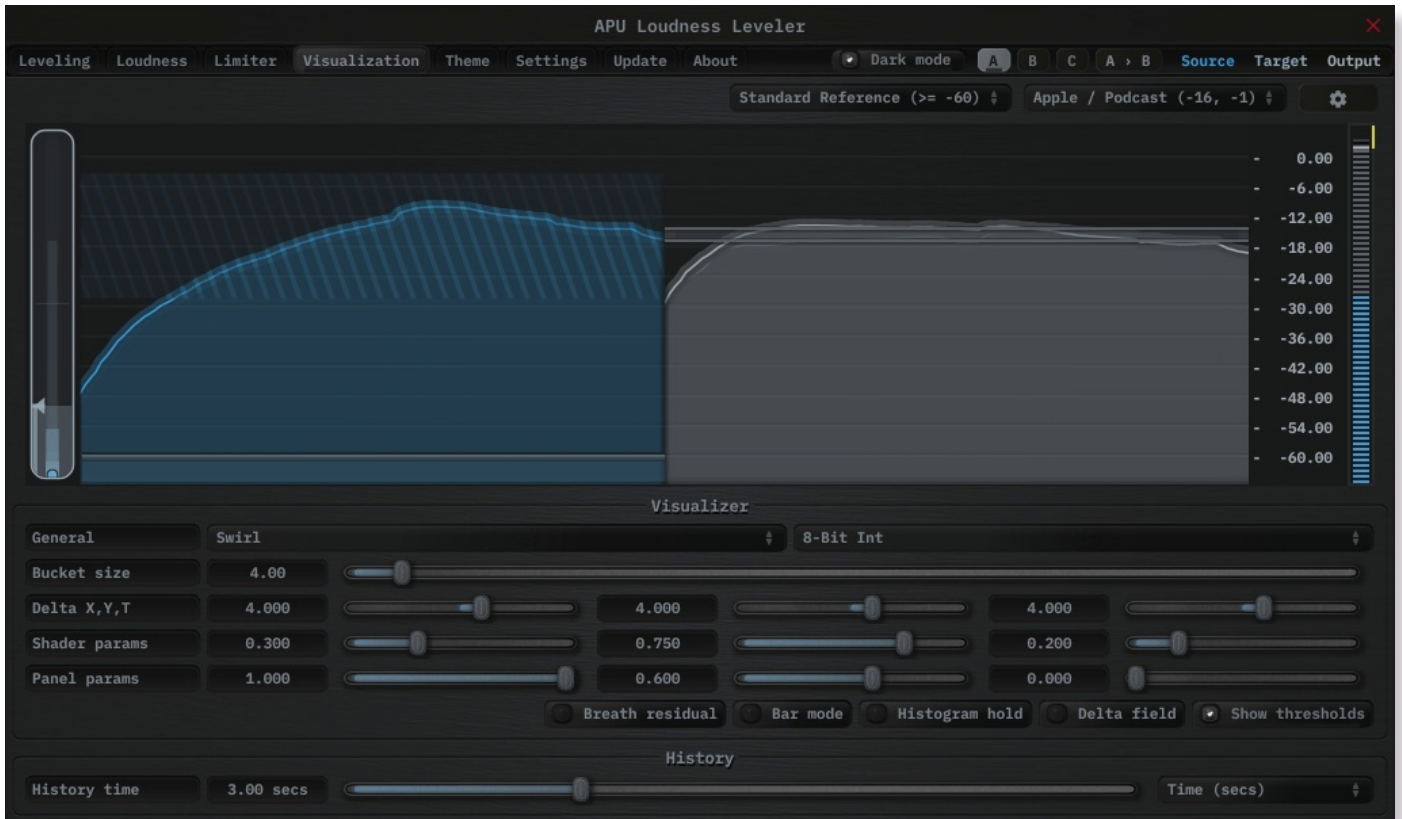 APU Loudness Leveler
Leveling Loudness Limiter Visualization Theme Settings Update About Dark mode A B C A › B Source Target Output
Standard Reference (>= -60) Apple / Podcast (-16, -1)
- 0.00
- -6.00
- -12.00
- -18.00
- -24.00
- -30.00
- -36.00
- -42.00
- -48.00
- -54.00
- -60.00
Visualizer
General Swirl 8-Bit Int
Bucket size 4.00
Delta X,Y,T 4.000 4.000 4.000
Shader params 0.300 0.750 0.200
Panel params 1.000 0.600 0.000
Breath residual Bar mode Histogram hold Delta field Show thresholds
History
History time 3.00 secs Time (secs)